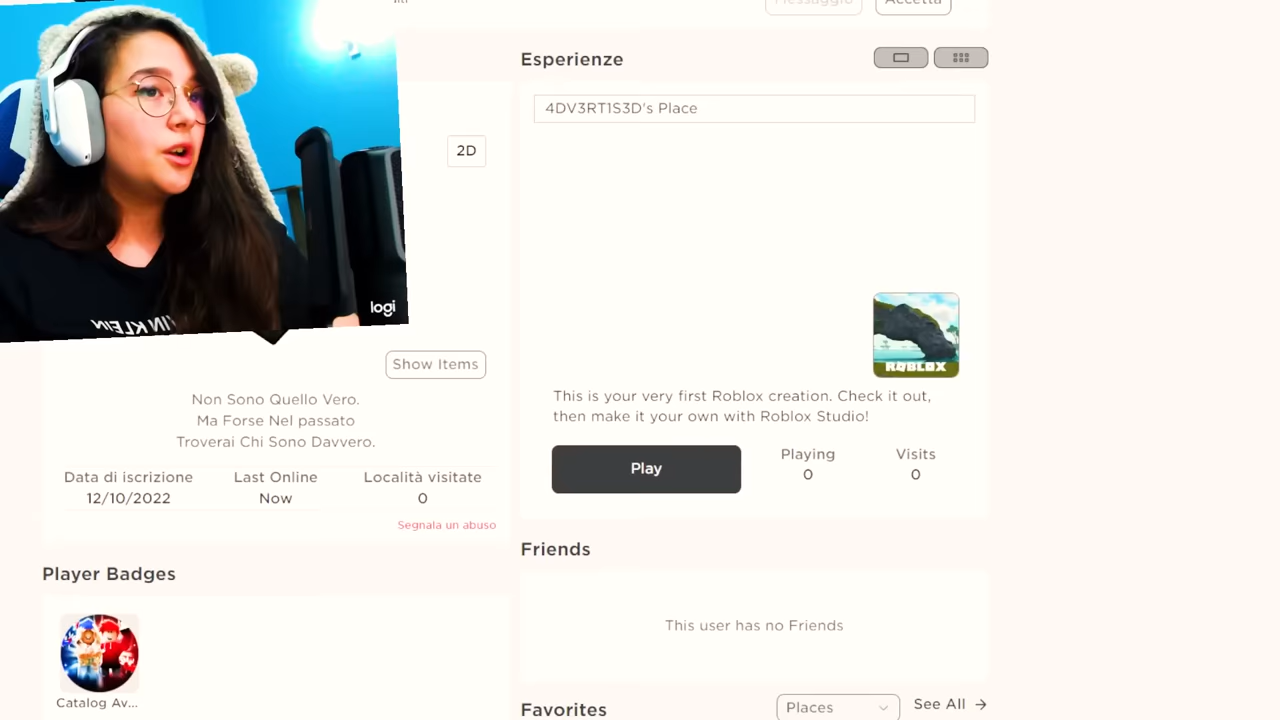 Messaggio
Accetta
Esperienze
4DV3RT1S3D's Place
2D
logi
ROBLOX
Show Items
Non Sono Quello Vero.
Ma Forse Nel passato
Troverai Chi Sono Davvero.
This is your very first Roblox creation. Check it out,
then make it your own with Roblox Studio!
Play
Playing
0
Visits
0
Data di iscrizione
12/10/2022
Last Online
Now
Località visitate
0
Segnala un abuso
Friends
This user has no Friends
Player Badges
Catalog Av...
Favorites
Places
See All →